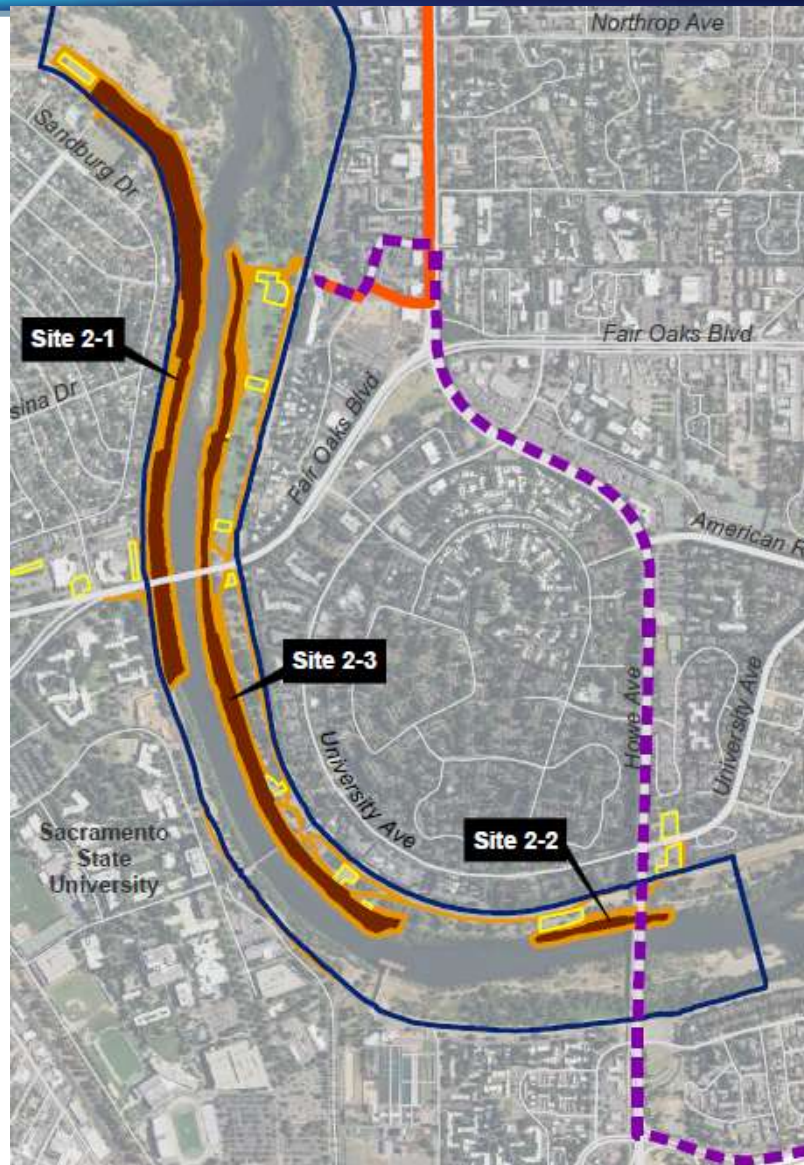 Northrop Ave
Sandburg Dr
Site 2-1
Fair Oaks Blvd
sina Dr
Fair Oaks Blvd
American R
Site 2-3
Howe Ave
University Ave
University Ave
Site 2-2
Sacramento
State
University